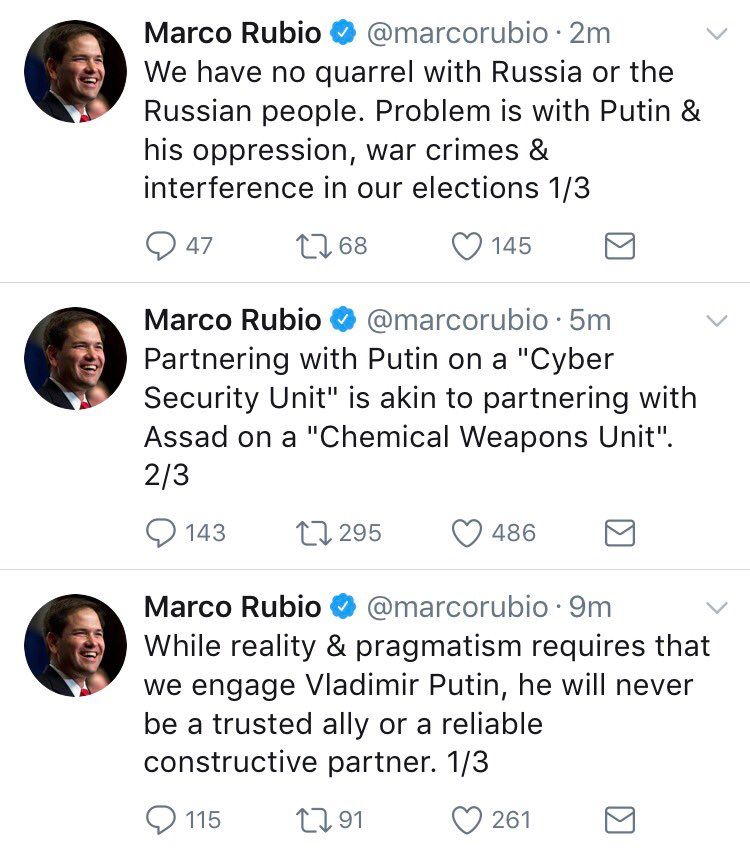 Marco Rubio @marcorubio · 2m
We have no quarrel with Russia or the
Russian people. Problem is with Putin &
his oppression, war crimes &
interference in our elections 1/3
47 68 145
Marco Rubio @marcorubio · 5m
Partnering with Putin on a "Cyber
Security Unit" is akin to partnering with
Assad on a "Chemical Weapons Unit".
2/3
143 295 486
Marco Rubio @marcorubio · 9m
While reality & pragmatism requires that
we engage Vladimir Putin, he will never
be a trusted ally or a reliable
constructive partner. 1/3
115 91 261